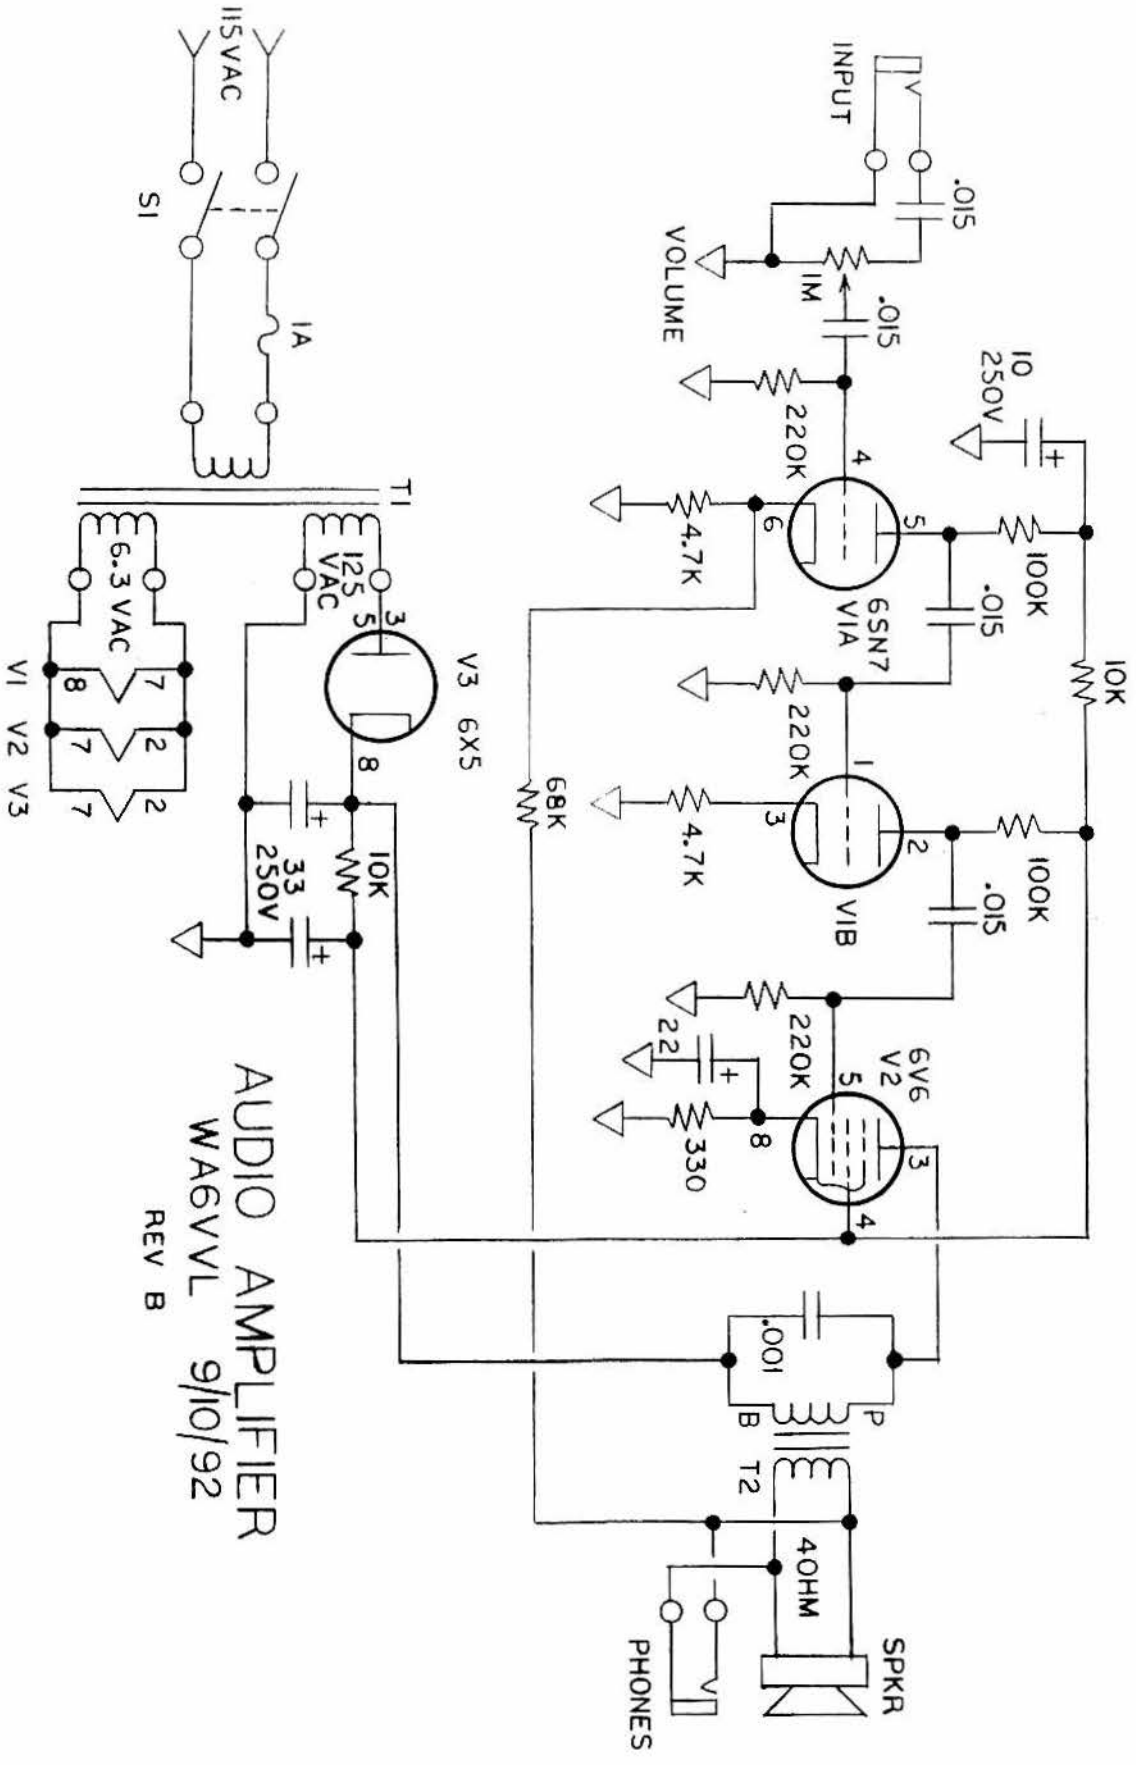 INPUT
.015
VOLUME
1M
.015
220K
10
250V
4
6
5
4.7K
6SN7
V1A
100K
.015
10K
220K
1
3
2
4.7K
V1B
100K
.015
68K
220K
22
330
6V6
V2
5
8
3
4
.001
B
P
T2
4OHM
SPKR
PHONES
115VAC
S1
1A
T1
125
VAC
6.3 VAC
3
5
V3 6X5
8
10K
33
250V
7 2 2
8 7 7
V1 V2 V3
+
+
+
+
AUDIO AMPLIFIER
WA6VVL 9/10/92
REV B